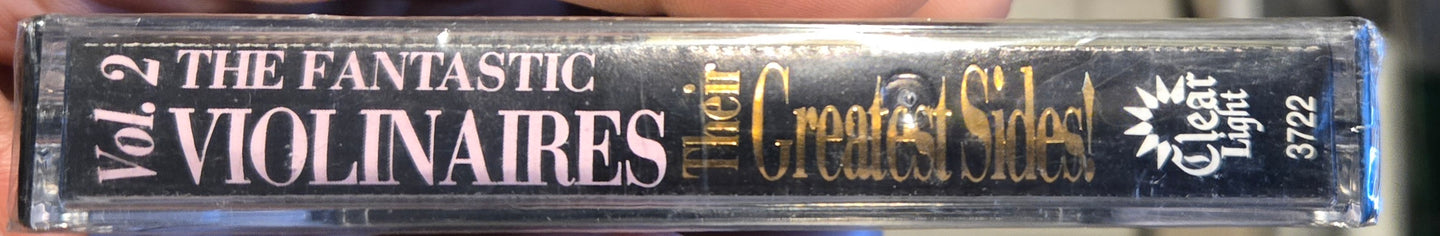 Vol. 2
THE FANTASTIC
VIOLINAIRES
Their
Greatest Sides!
Clear
Light
3722